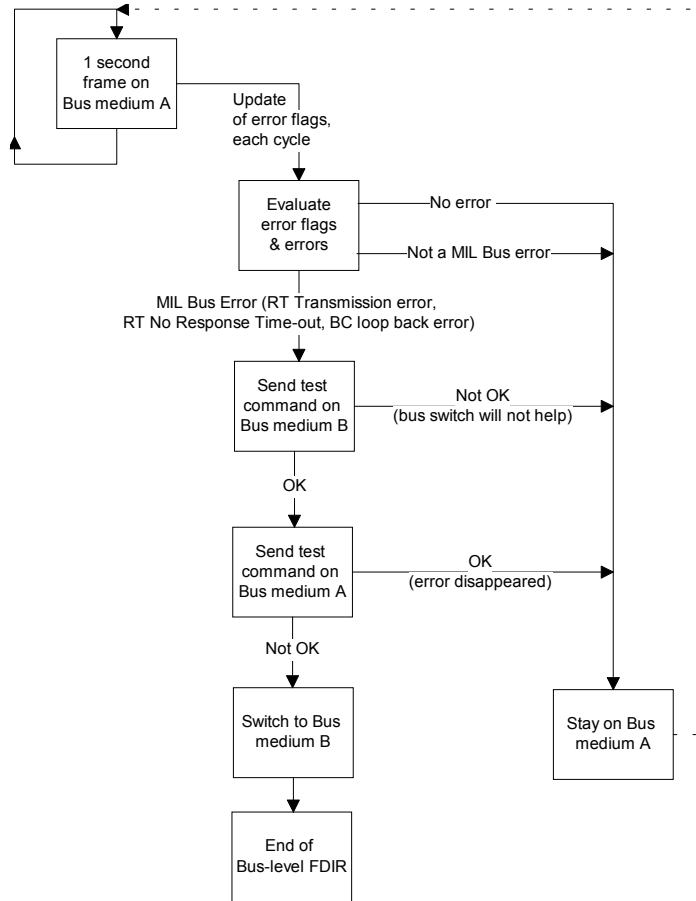 1 second
frame on
Bus medium A
Update
of error flags,
each cycle
Evaluate
error flags
& errors
No error
Not a MIL Bus error
MIL Bus Error (RT Transmission error,
RT No Response Time-out, BC loop back error)
Send test
command on
Bus medium B
Not OK
(bus switch will not help)
OK
Send test
command on
Bus medium A
OK
(error disappeared)
Not OK
Switch to Bus
medium B
Stay on Bus
medium A
End of
Bus-level FDIR